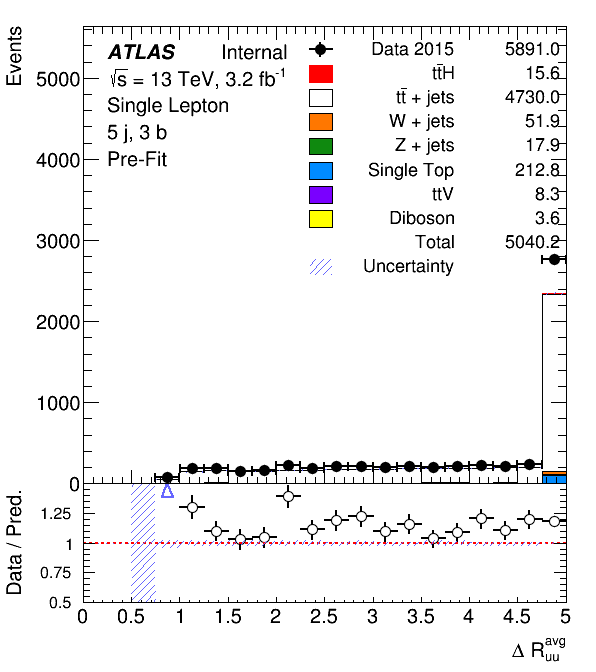 Events
5000
4000
3000
2000
1000
0
ATLAS Internal
√s = 13 TeV, 3.2 fb⁻¹
Single Lepton
5 j, 3 b
Pre-Fit
Data 2015 5891.0
tt̄H 15.6
tt̄ + jets 4730.0
W + jets 51.9
Z + jets 17.9
Single Top 212.8
ttV 8.3
Diboson 3.6
Total 5040.2
Uncertainty
Data / Pred.
1.25
1
0.75
0.5
0 0.5 1 1.5 2 2.5 3 3.5 4 4.5 5
Δ R_uu^avg